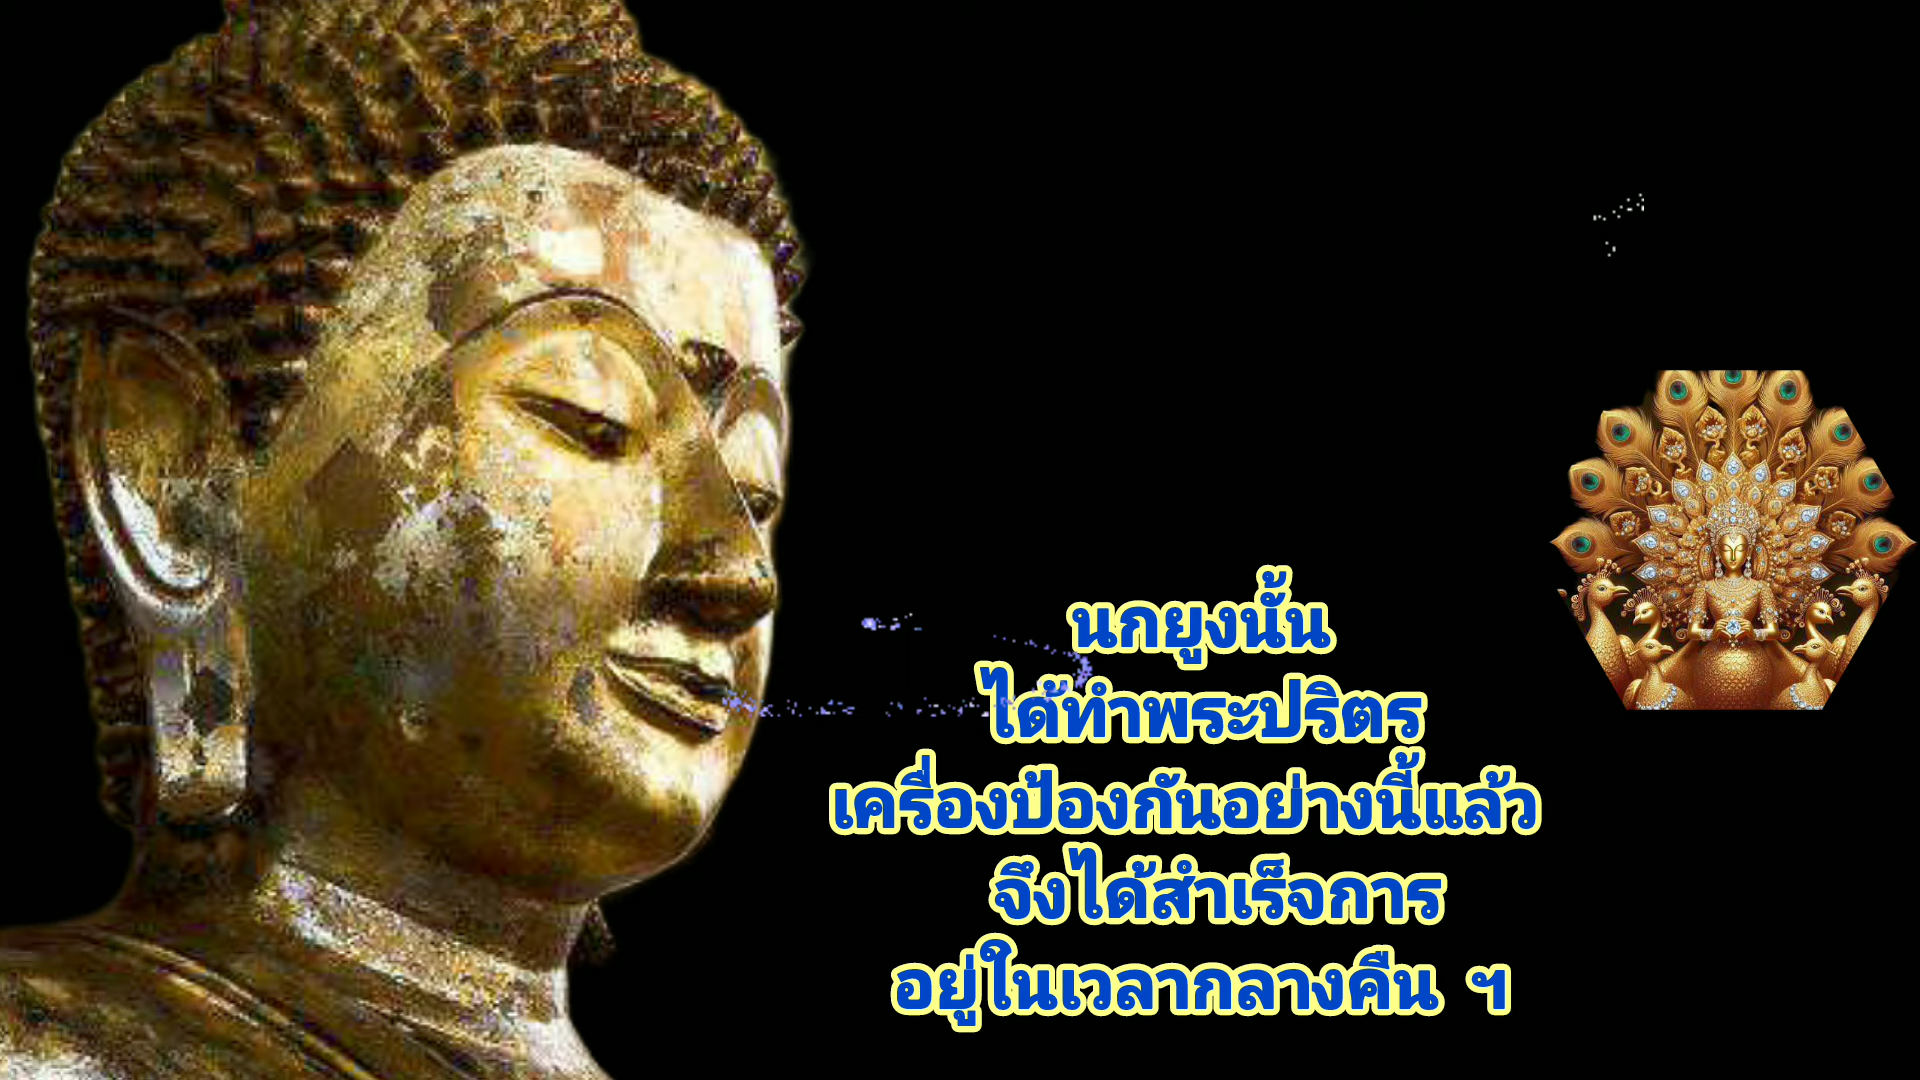 นกยูงนั้น
ได้ทำพระปริตร
เครื่องป้องกันอย่างนี้แล้ว
จึงได้สำเร็จการ
อยู่ในเวลากลางคืน ฯ